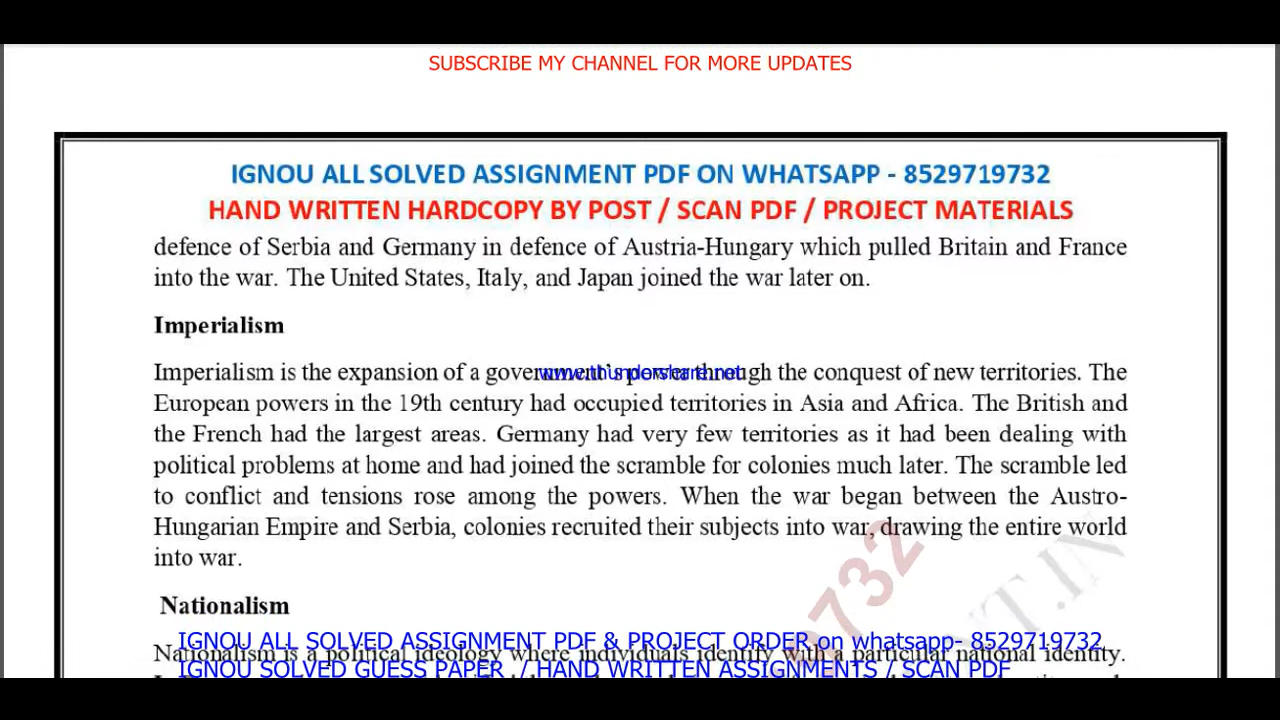 SUBSCRIBE MY CHANNEL FOR MORE UPDATES
IGNOU ALL SOLVED ASSIGNMENT PDF ON WHATSAPP - 8529719732
HAND WRITTEN HARDCOPY BY POST / SCAN PDF / PROJECT MATERIALS
defence of Serbia and Germany in defence of Austria-Hungary which pulled Britain and France
into the war. The United States, Italy, and Japan joined the war later on.
Imperialism
Imperialism is the expansion of a government's power through the conquest of new territories. The
www.thundershare.net
European powers in the 19th century had occupied territories in Asia and Africa. The British and
the French had the largest areas. Germany had very few territories as it had been dealing with
political problems at home and had joined the scramble for colonies much later. The scramble led
to conflict and tensions rose among the powers. When the war began between the Austro-
Hungarian Empire and Serbia, colonies recruited their subjects into war, drawing the entire world
into war.
9732
NT.IN
Nationalism
IGNOU ALL SOLVED ASSIGNMENT PDF & PROJECT ORDER on whatsapp- 8529719732
Nationalism is a political ideology where individuals identify with a particular national identity.
IGNOU SOLVED GUESS PAPER / HAND WRITTEN ASSIGNMENTS / SCAN PDF